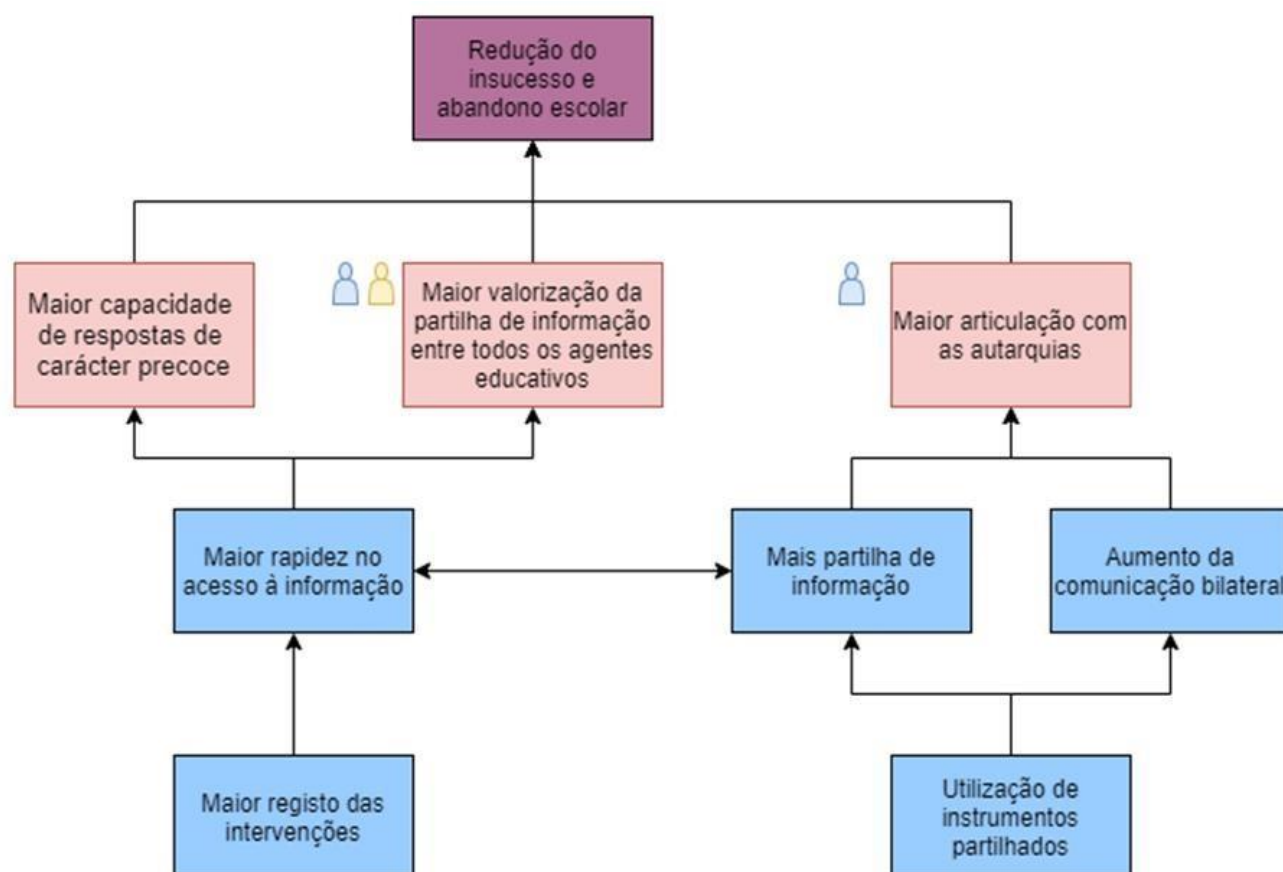 Redução do
insucesso e
abandono escolar
Maior capacidade
de respostas de
carácter precoce
Maior valorização da
partilha de informação
entre todos os agentes
educativos
Maior articulação com
as autarquias
Maior rapidez no
acesso à informação
Mais partilha de
informação
Aumento da
comunicação bilateral
Maior registo das
intervenções
Utilização de
instrumentos
partilhados